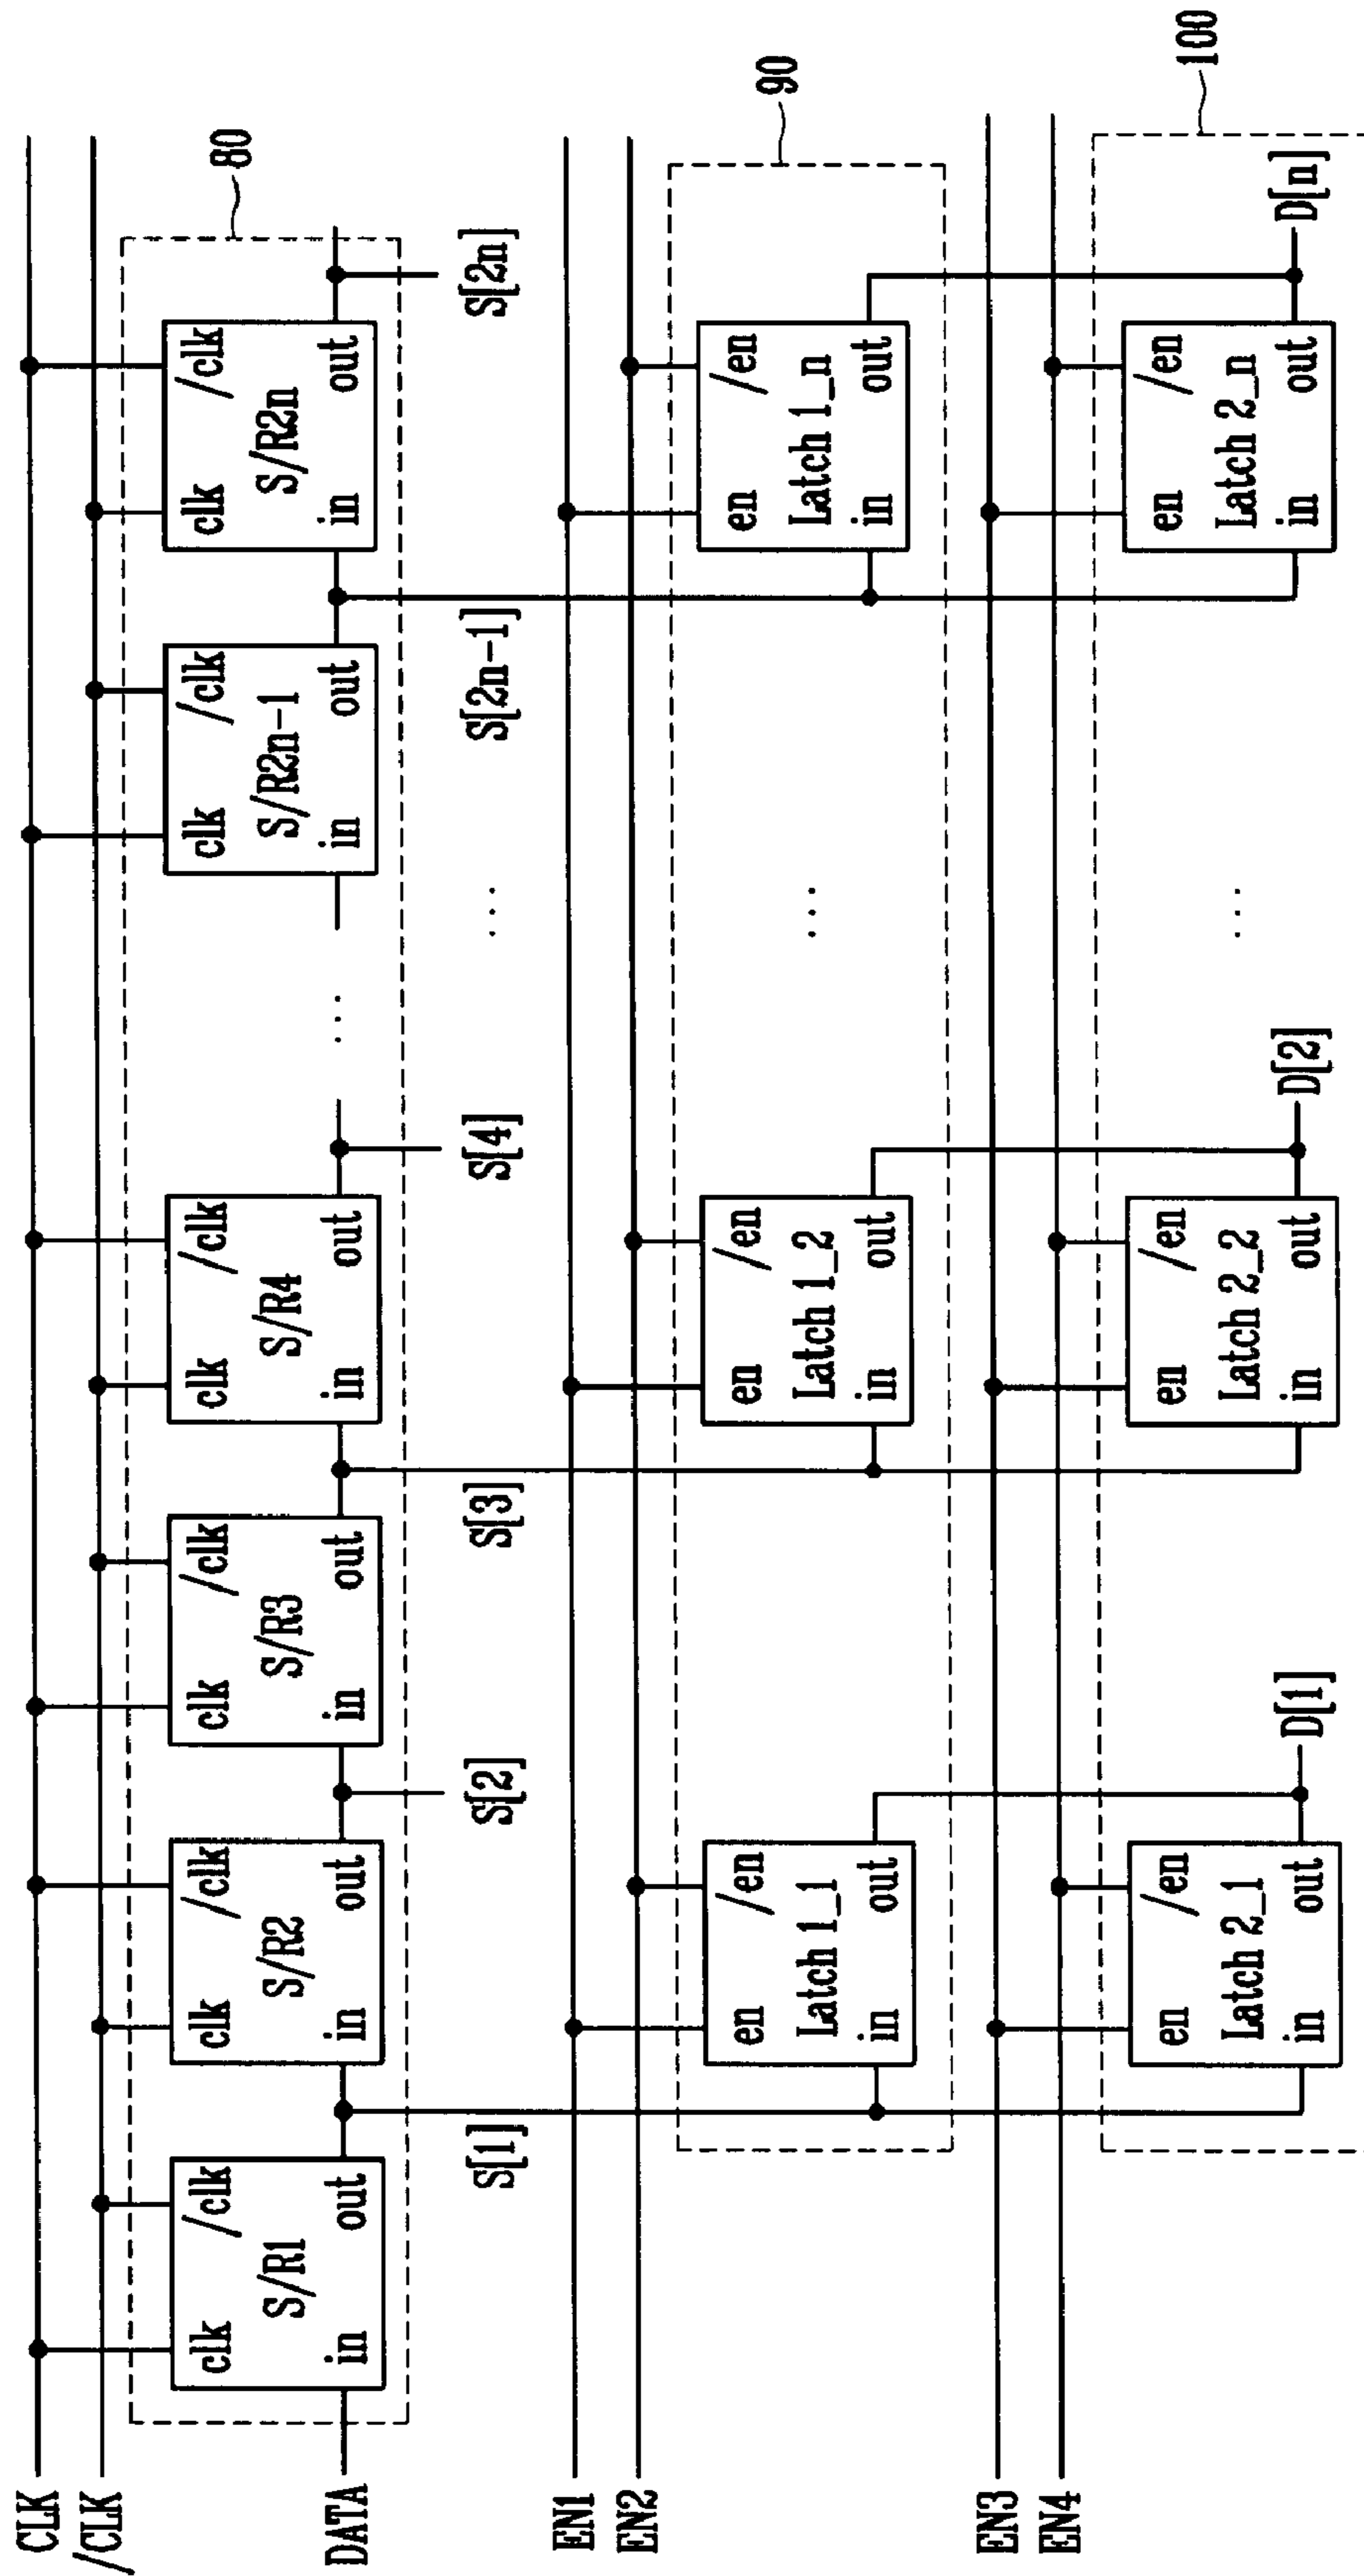 CLK
/CLK
80
clk /clk
S/R1
in out
clk /clk
S/R2
in out
clk /clk
S/R3
in out
clk /clk
S/R4
in out
...
clk /clk
S/R2n-1
in out
clk /clk
S/R2n
in out
DATA
S[1]
S[2]
S[3]
S[4]
...
S[2n-1]
S[2n]
EN1
EN2
90
en /en
Latch 1_1
in out
en /en
Latch 1_2
in out
...
en /en
Latch 1_n
in out
EN3
EN4
100
en /en
Latch 2_1
in out
D[1]
en /en
Latch 2_2
in out
D[2]
...
en /en
Latch 2_n
in out
D[n]